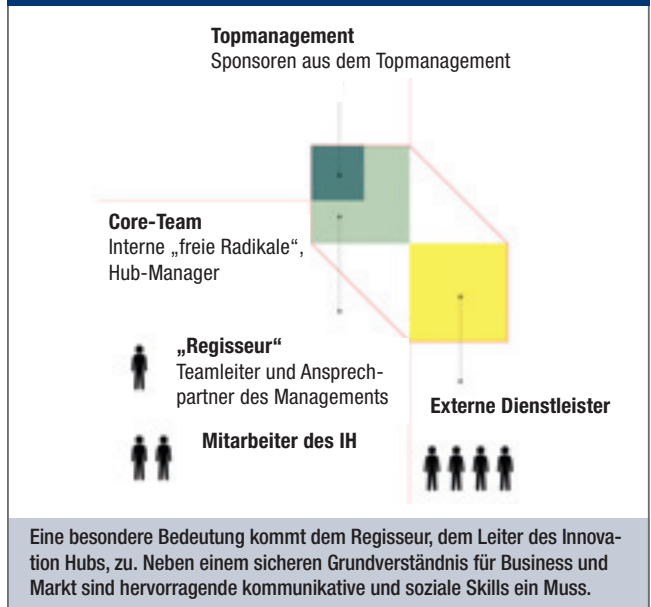 Topmanagement
Sponsoren aus dem Topmanagement
Core-Team
Interne „freie Radikale“,
Hub-Manager
„Regisseur“
Teamleiter und Ansprech-
partner des Managements
Externe Dienstleister
Mitarbeiter des IH
Eine besondere Bedeutung kommt dem Regisseur, dem Leiter des Innova-
tion Hubs, zu. Neben einem sicheren Grundverständnis für Business und
Markt sind hervorragende kommunikative und soziale Skills ein Muss.